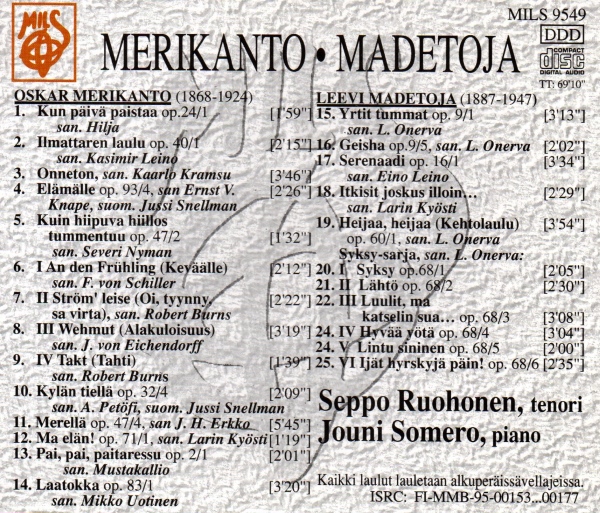 MILS
MILS 9549
MERIKANTO • MADETOJA
DDD
COMPACT
disc
DIGITAL AUDIO
TT: 69'10"
OSKAR MERIKANTO (1868-1924)
1. Kun päivä paistaa op.24/1 [1'59"]
san. Hilja
2. Ilmattaren laulu op. 40/1 [2'15"]
san. Kasimir Leino
3. Onneton, san. Kaarlo Kramsu [3'46"]
4. Elämälle op. 93/4, san Ernst V. [2'26"]
Knape, suom. Jussi Snellman
5. Kuin hiipuva hiillos
tummentuu op. 47/2 [1'32"]
san. Severi Nyman
6. I An den Frühling (Keväälle) [2'12"]
san. F. von Schiller
7. II Ström' leise (Oi, tyynny, [2'22"]
sa virta), san. Robert Burns
8. III Wehmut (Alakuloisuus) [3'19"]
san. J. von Eichendorff
9. IV Takt (Tahti) [1'39"]
san. Robert Burns
10. Kylän tiellä op. 32/4 [2'09"]
san. A. Petöfi, suom. Jussi Snellman
11. Merellä op. 47/4, san J. H. Erkko [5'45"]
12. Ma elän! op. 71/1, san. Larin Kyösti [1'19"]
13. Pai, pai, paitaressu op. 2/1 [2'01"]
san. Mustakallio
14. Laatokka op. 83/1 [3'20"]
san. Mikko Uotinen
LEEVI MADETOJA (1887-1947)
15. Yrtit tummat op. 9/1 [3'13"]
san. L. Onerva
16. Geisha op.9/5, san. L. Onerva [2'02"]
17. Serenaadi op. 16/1 [3'34"]
san. Eino Leino
18. Itkisit joskus illoin... [2'29"]
san. Larin Kyösti
19. Heijaa, heijaa (Kehtolaulu) [3'54"]
op. 60/1, san. L. Onerva
Syksy-sarja, san. L. Onerva:
20. I Syksy op.68/1 [2'05"]
21. II Lähtö op. 68/2 [2'30"]
22. III Luulit, ma
katselin sua... op. 68/3 [3'08"]
24. IV Hyvää yötä op. 68/4 [3'04"]
24. V Lintu sininen op. 68/5 [2'00"]
25. VI Ijät hyrskyjä päin! op. 68/6 [2'35"]
Seppo Ruohonen, tenori
Jouni Somero, piano
Kaikki laulut lauletaan alkuperäissävellajeissa.
ISRC: FI-MMB-95-00153...00177